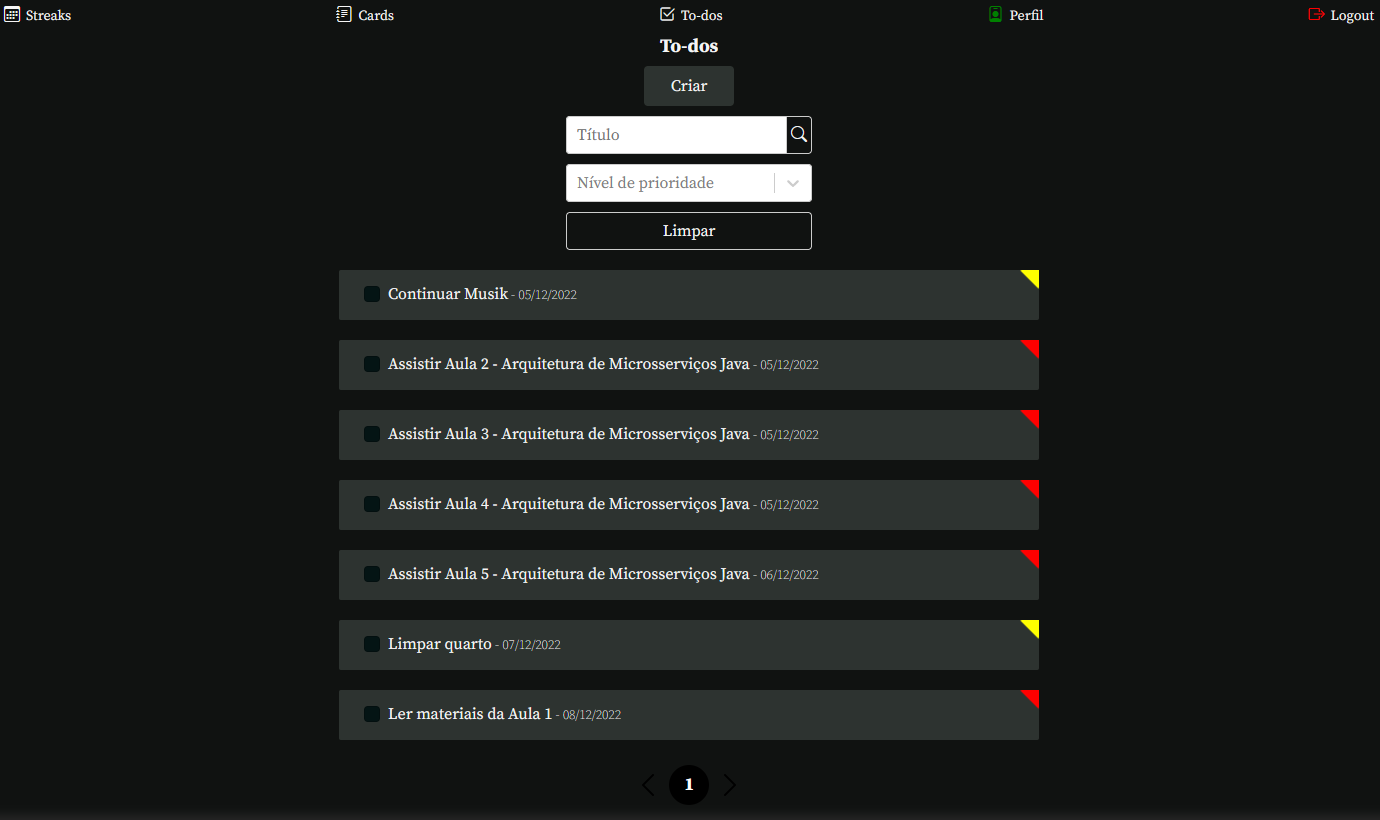 Streaks Cards To-dos Perfil Logout
To-dos
Criar
Título
Nível de prioridade
Limpar
Continuar Musik - 05/12/2022
Assistir Aula 2 - Arquitetura de Microsserviços Java - 05/12/2022
Assistir Aula 3 - Arquitetura de Microsserviços Java - 05/12/2022
Assistir Aula 4 - Arquitetura de Microsserviços Java - 05/12/2022
Assistir Aula 5 - Arquitetura de Microsserviços Java - 06/12/2022
Limpar quarto - 07/12/2022
Ler materiais da Aula 1 - 08/12/2022
1